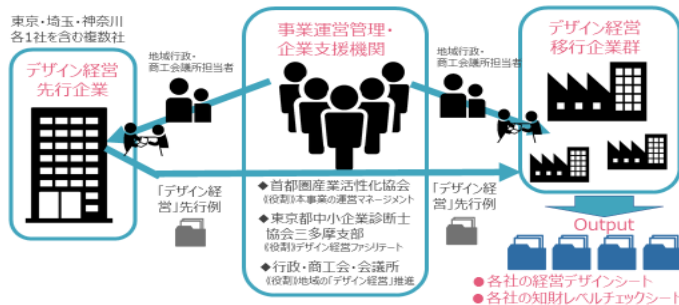 東京・埼玉・神奈川
各1社を含む複数社
デザイン経営
先行企業
地域行政・
商工会議所担当者
事業運営管理・
企業支援機関
地域行政・
商工会議所担当者
デザイン経営
移行企業群
「デザイン経
営」先行例
◆首都圏産業活性化協会
《役割》本事業の運営マネージメント
◆東京都中小企業診断士
協会三多摩支部
《役割》デザイン経営ファシリテート
◆行政・商工会・会議所
《役割》地域の「デザイン経営」推進
「デザイン経
営」先行例
Output
●各社の経営デザインシート
●各社の知財レベルチェックシート